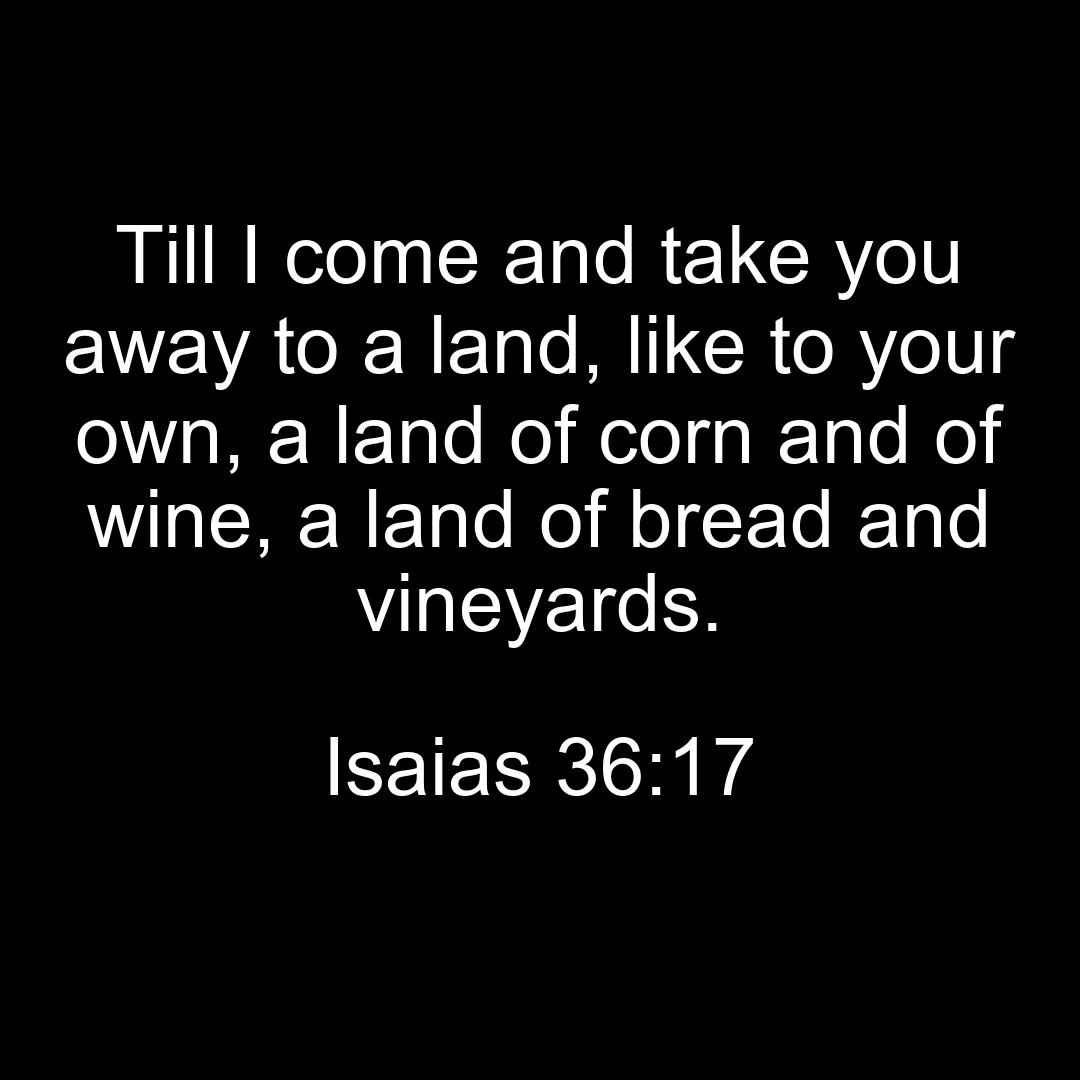 Till I come and take you
away to a land, like to your
own, a land of corn and of
wine, a land of bread and
vineyards.
Isaias 36:17